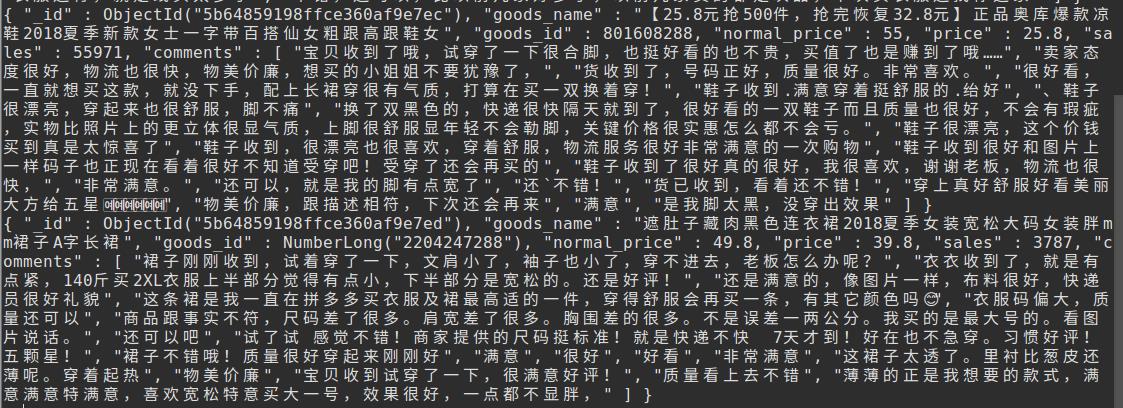 { "_id" : ObjectId("5b64859198ffce360af9e7ec"), "goods_name" : "【25.8元抢500件，抢完恢复32.8元】正品奥库爆款凉
鞋2018夏季新款女士一字带百搭仙女粗跟高跟鞋女", "goods_id" : 801608288, "normal_price" : 55, "price" : 25.8, "sa
les" : 55971, "comments" : [ "宝贝收到了哦，试穿了一下很合脚，也挺好看的也不贵，买值了也是赚到了哦……", "卖家态
度很好，物流也很快，物美价廉，想买的小姐姐不要犹豫了，", "货收到了，号码正好，质量很好。非常喜欢。", "很好看，
一直就想买这款，就没下手，配上长裙穿很有气质，打算在买一双换着穿！", "鞋子收到.满意穿着挺舒服的.给好", "、鞋子
很漂亮，穿起来也很舒服，脚不痛", "换了双黑色的，快递很快隔天就到了，很好看的一双鞋子而且质量也很好，不会有瑕疵
，实物比照片上的更立体很显气质，上脚很舒服显年轻不会勒脚，关键价格很实惠怎么都不会亏。", "鞋子很漂亮，这个价钱
买到真是太惊喜了", "鞋子收到，很漂亮也很喜欢，穿着舒服，物流服务很好非常满意的一次购物", "鞋子收到很好和图片上
一样码子也正现在看着很好不知道受穿吧！受穿了还会再买的", "鞋子收到了很好真的很好，我很喜欢，谢谢老板，物流也很
快，", "非常满意。", "还可以，就是我的脚有点宽了", "还`不错！", "货已收到，看着还不错！", "穿上真好舒服好看美丽
大方给五星", "物美价廉，跟描述相符，下次还会再来", "满意", "是我脚太黑，没穿出效果" ] }
{ "_id" : ObjectId("5b64859198ffce360af9e7ed"), "goods_name" : "遮肚子藏肉黑色连衣裙2018夏季女装宽松大码女装胖m
m裙子A字长裙", "goods_id" : NumberLong("2204247288"), "normal_price" : 49.8, "price" : 39.8, "sales" : 3787, "c
omments" : [ "裙子刚刚收到，试着穿了一下，文肩小了，袖子也小了，穿不进去，老板怎么办呢？", "衣衣收到了，就是有
点紧，140斤买2XL衣服上半部分觉得有点小，下半部分是宽松的。还是好评！", "还是满意的，像图片一样，布料很好，快递
员很好礼貌", "这条裙是我一直在拼多多买衣服及裙最高适的一件，穿得舒服会再买一条，有其它颜色吗😊", "衣服码偏大，质
量还可以", "商品跟事实不符，尺码差了很多。肩宽差了很多。胸围差的很多。不是误差一两公分。我买的是最大号的。看图
片说话。", "还可以吧", "试了试 感觉不错！商家提供的尺码挺标准！就是快递不快 7天才到！好在也不急穿。习惯好评！
五颗星！", "裙子不错哦！质量很好穿起来刚刚好", "满意", "很好", "好看", "非常满意", "这裙子太透了。里衬比葱皮还
薄呢。穿着起热", "物美价廉", "宝贝收到试穿了一下，很满意好评！", "质量看上去不错", "薄薄的正是我想要的款式，满
意满意特满意，喜欢宽松特意买大一号，效果很好，一点都不显胖，" ] }